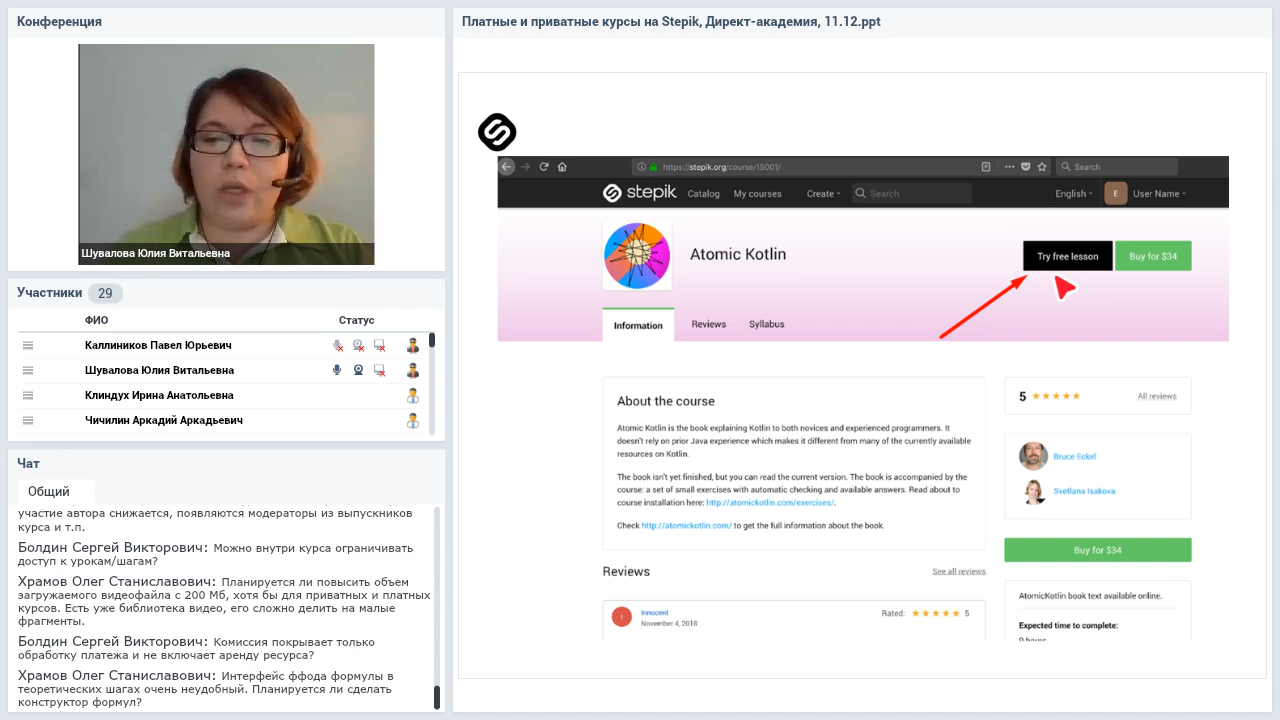 Конференция
Шувалова Юлия Витальевна
Участники 29
ФИО Статус
Каллиников Павел Юрьевич
Шувалова Юлия Витальевна
Клиндух Ирина Анатольевна
Чичилин Аркадий Аркадьевич
Чат
Общий
участие автора снижается, появляются модераторы из выпускников
курса и т.п.
Болдин Сергей Викторович: Можно внутри курса ограничивать
доступ к урокам/шагам?
Храмов Олег Станиславович: Планируется ли повысить объем
загружаемого видеофайла с 200 Мб, хотя бы для приватных и платных
курсов. Есть уже библиотека видео, его сложно делить на малые
фрагменты.
Болдин Сергей Викторович: Комиссия покрывает только
обработку платежа и не включает аренду ресурса?
Храмов Олег Станиславович: Интерфейс ффода формулы в
теоретических шагах очень неудобный. Планируется ли сделать
конструктор формул?
Платные и приватные курсы на Stepik, Директ-академия, 11.12.ppt
https://stepik.org/course/15001/ Search
stepik Catalog My courses Create Search English E User Name
Atomic Kotlin
Try free lesson Buy for $34
Information Reviews Syllabus
About the course
Atomic Kotlin is the book explaining Kotlin to both novices and experienced programmers. It
doesn't rely on prior Java experience which makes it different from many of the currently available
resources on Kotlin.
The book isn't yet finished, but you can read the current version. The book is accompanied by the
course: a set of small exercises with automatic checking and available answers. Read about to
course installation here: http://atomickotlin.com/exercises/.
Check http://atomickotlin.com/ to get the full information about the book.
Reviews See all reviews
I Innocent
November 4, 2018
Rated: 5
5 All reviews
Bruce Eckel
Svetlana Isakova
Buy for $34
AtomicKotlin book text available online.
Expected time to complete:
9 hours